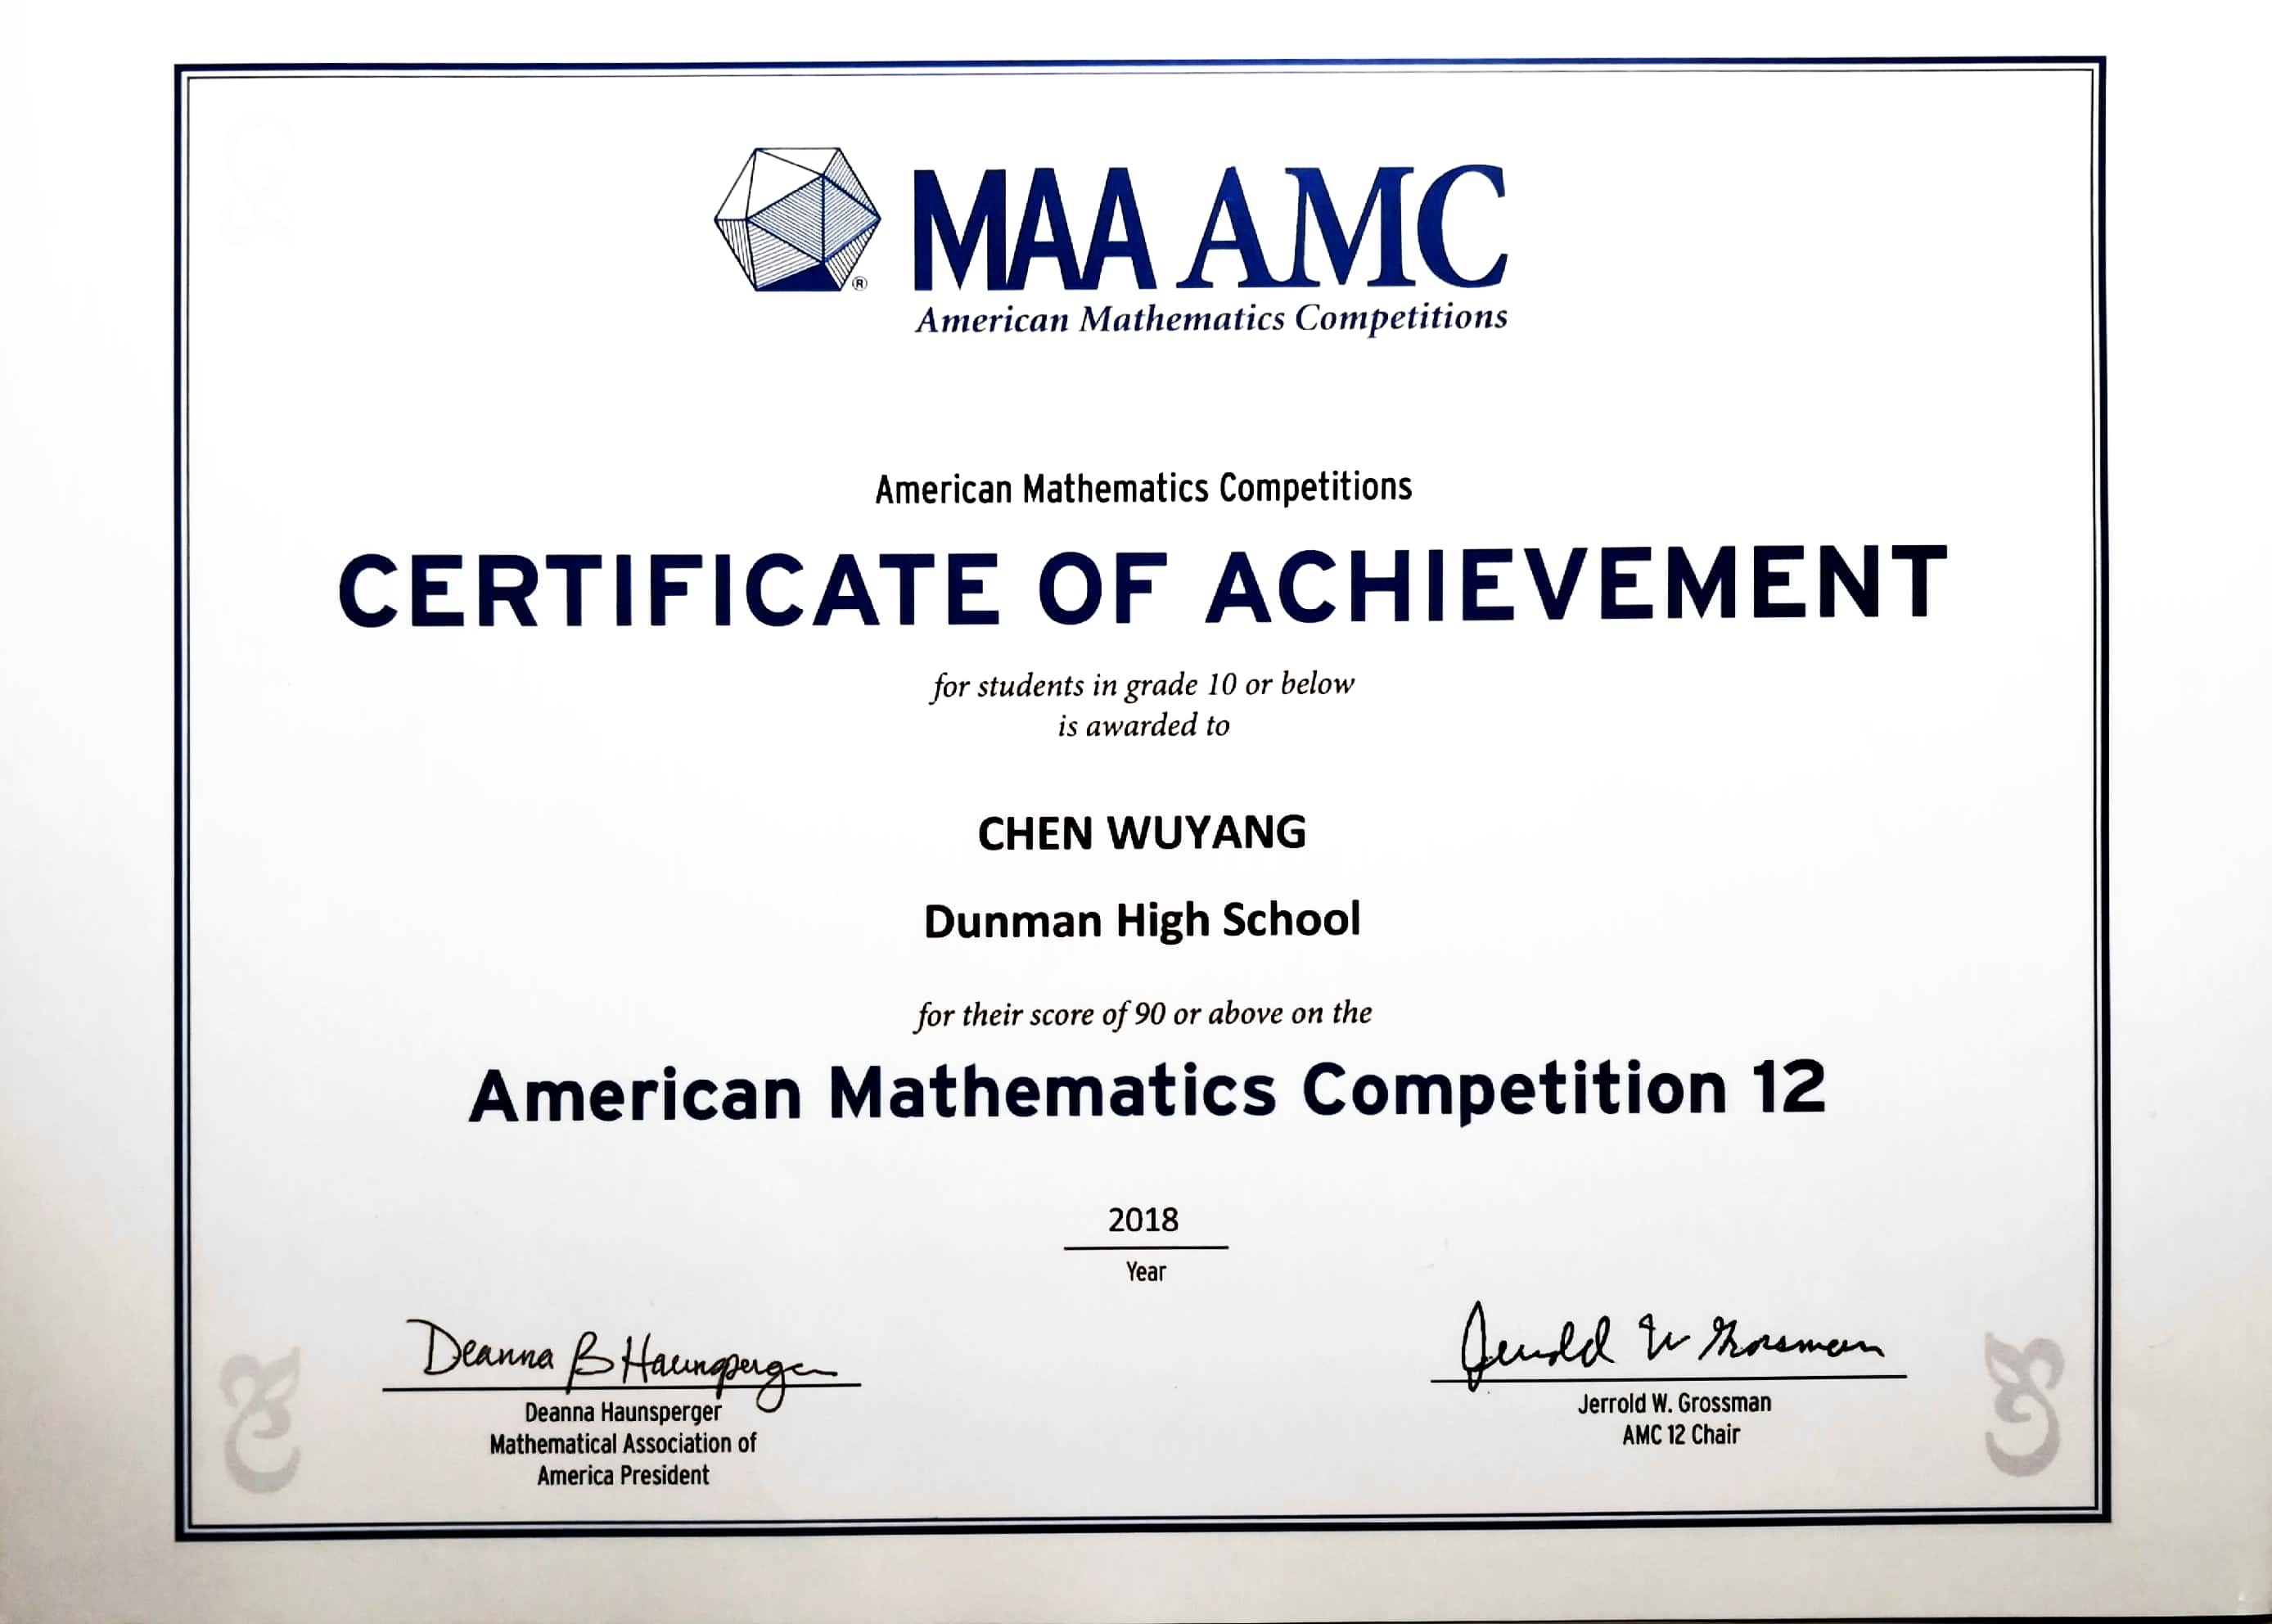 MAA AMC
American Mathematics Competitions
American Mathematics Competitions
CERTIFICATE OF ACHIEVEMENT
for students in grade 10 or below
is awarded to
CHEN WUYANG
Dunman High School
for their score of 90 or above on the
American Mathematics Competition 12
2018
Year
Deanna B Haunsperger
Deanna Haunsperger
Mathematical Association of
America President
Jerrold W Grossman
Jerrold W. Grossman
AMC 12 Chair